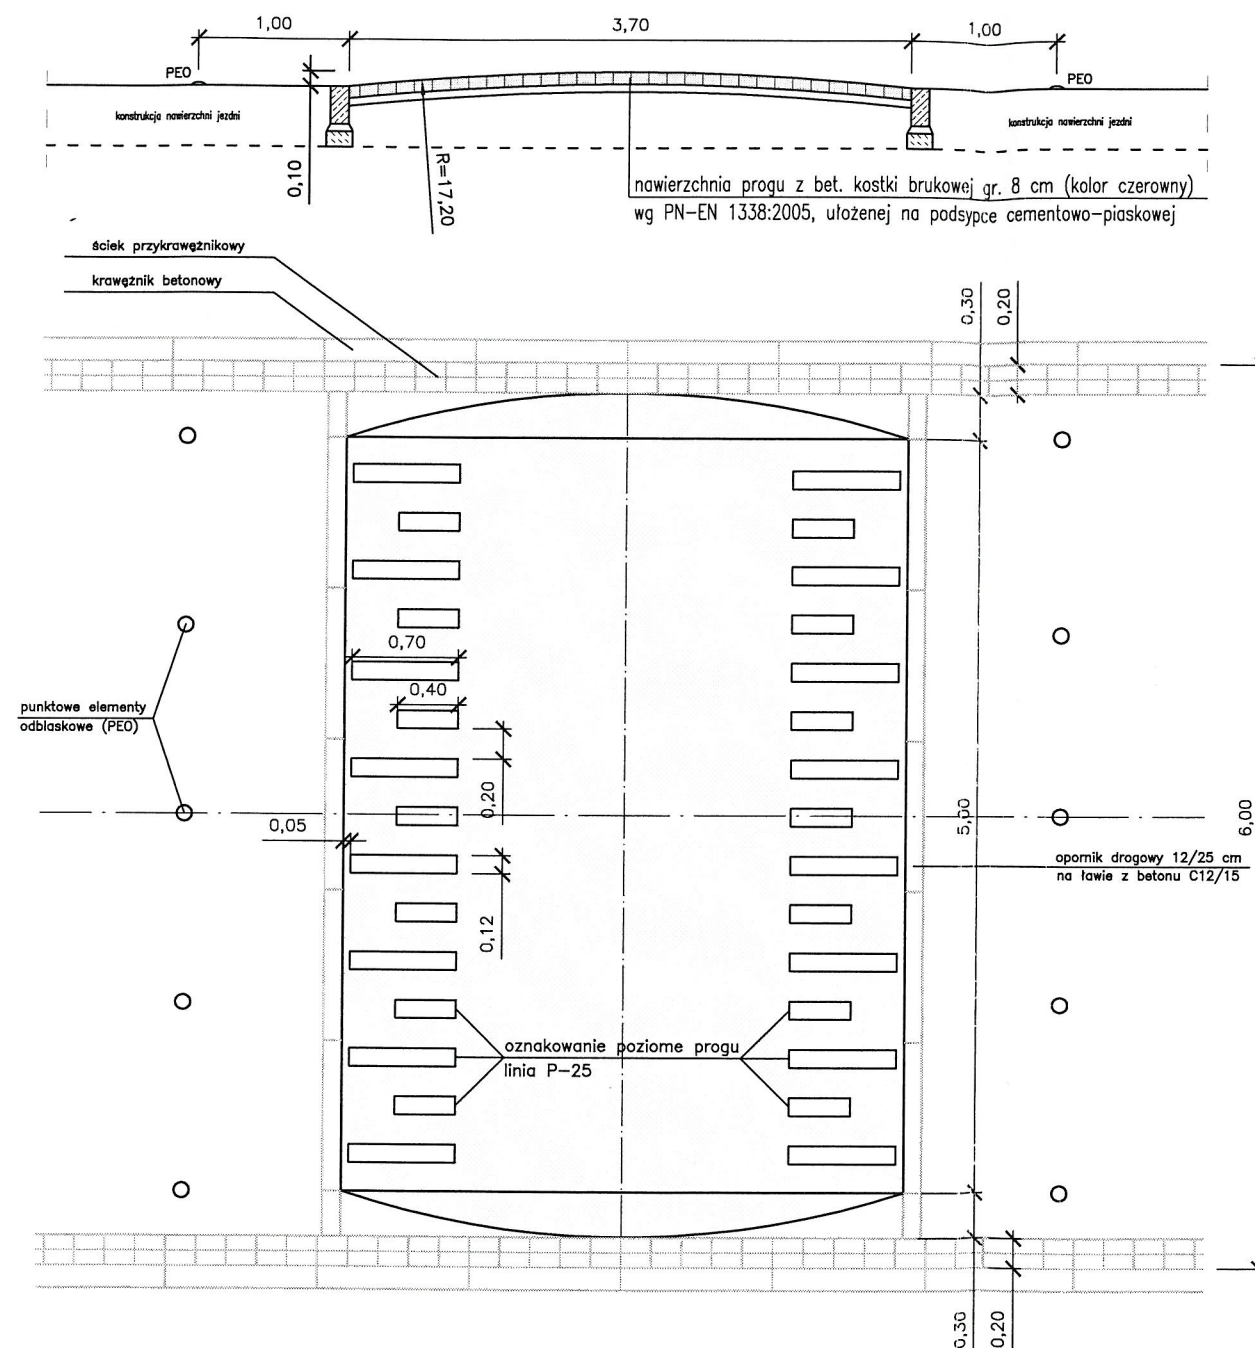 1,00
3,70
1,00
PEO
PEO
konstrukcja nawierzchni jezdni
konstrukcja nawierzchni jezdni
0,10
R=17,20
nawierzchnia progu z bet. kostki brukowej gr. 8 cm (kolor czerowny)
wg PN-EN 1338:2005, ułożonej na podsypce cementowo-piaskowej
ściek przykrawężnikowy
krawężnik betonowy
0,30
0,20
0,70
0,40
punktowe elementy
odblaskowe (PEO)
0,20
0,05
5,00
6,00
opornik drogowy 12/25 cm
na ławie z betonu C12/15
0,12
oznakowanie poziome progu
linia P-25
0,30
0,20